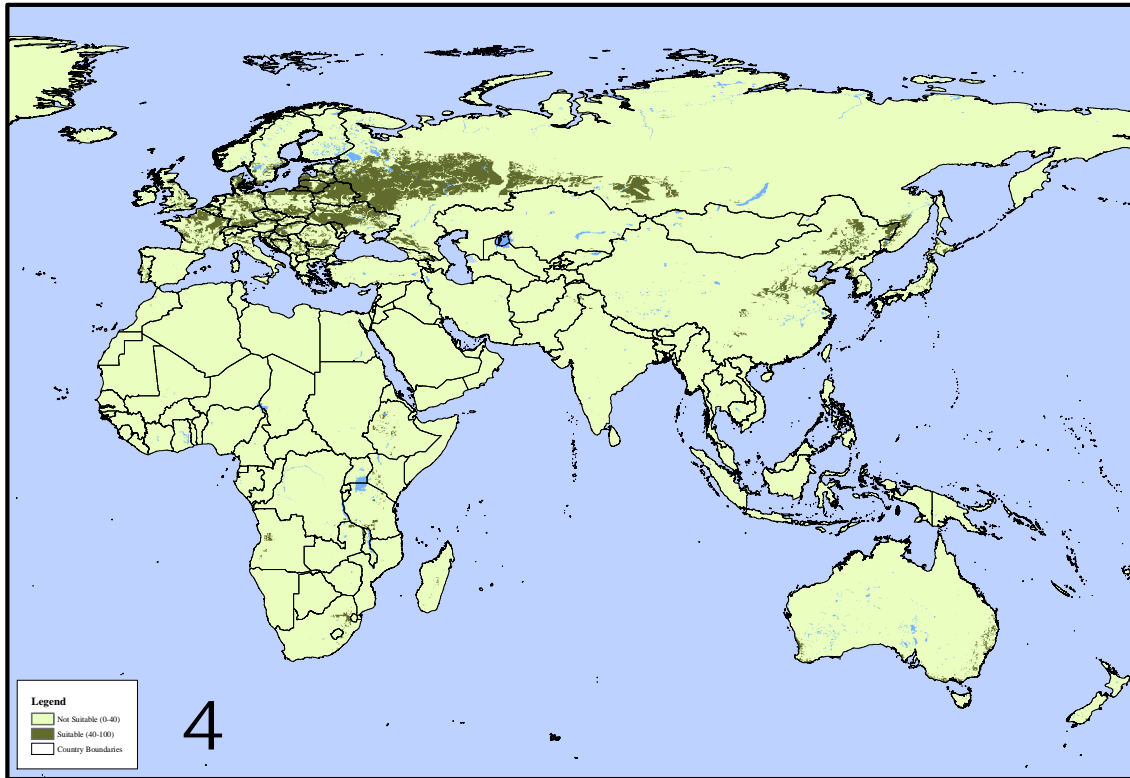 Legend
Not Suitable (0-40)
Suitable (40-100)
Country Boundaries
4